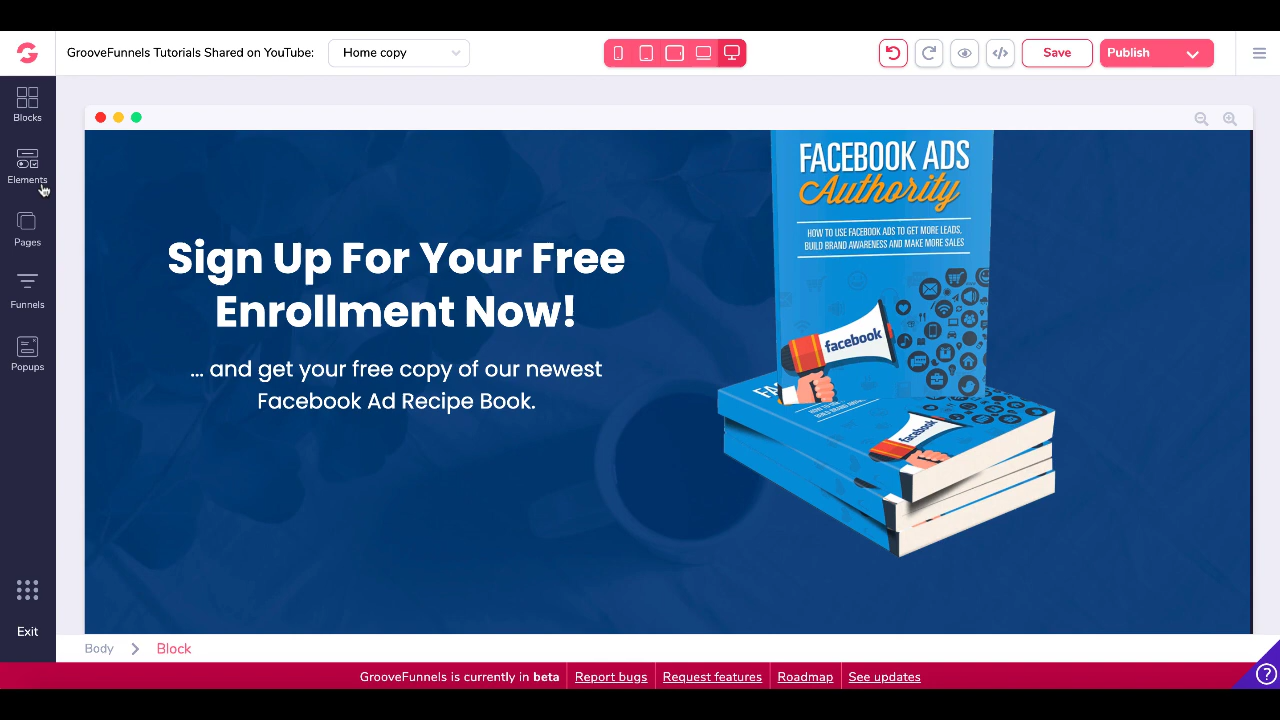 GrooveFunnels Tutorials Shared on YouTube:
Home copy
Save
Publish
Blocks
Elements
Pages
Funnels
Popups
Exit
Sign Up For Your Free
Enrollment Now!
... and get your free copy of our newest
Facebook Ad Recipe Book.
FACEBOOK ADS
Authority
HOW TO USE FACEBOOK ADS TO GET MORE LEADS,
BUILD BRAND AWARENESS AND MAKE MORE SALES
facebook
facebook
Body
Block
GrooveFunnels is currently in beta
Report bugs
Request features
Roadmap
See updates
?